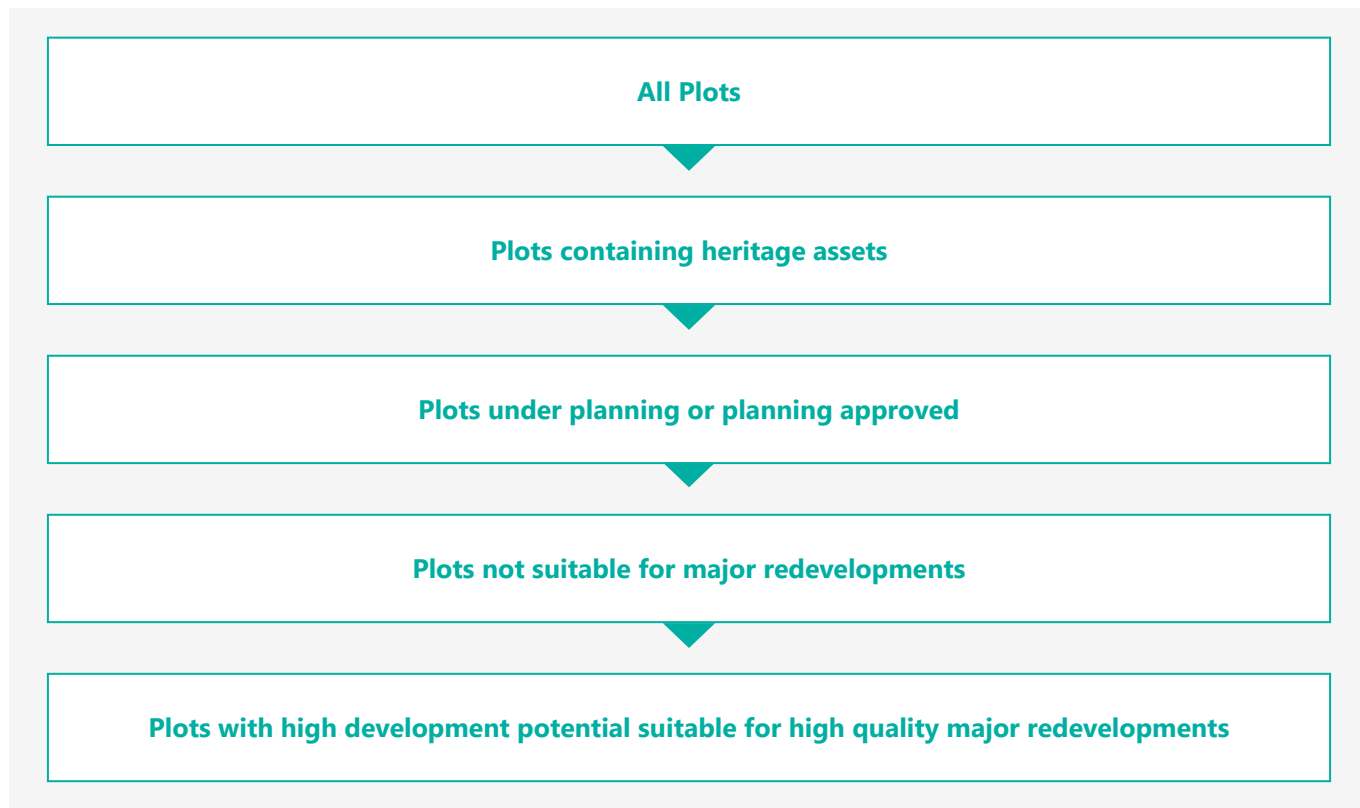 All Plots
Plots containing heritage assets
Plots under planning or planning approved
Plots not suitable for major redevelopments
Plots with high development potential suitable for high quality major redevelopments